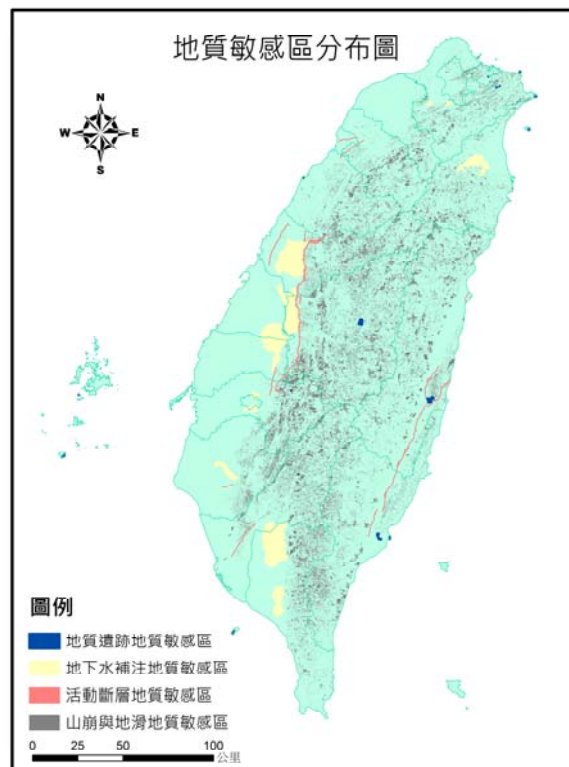 地質敏感區分布圖
N
W E
S
圖例
地質遺跡地質敏感區
地下水補注地質敏感區
活動斷層地質敏感區
山崩與地滑地質敏感區
0 25 50 100
公里